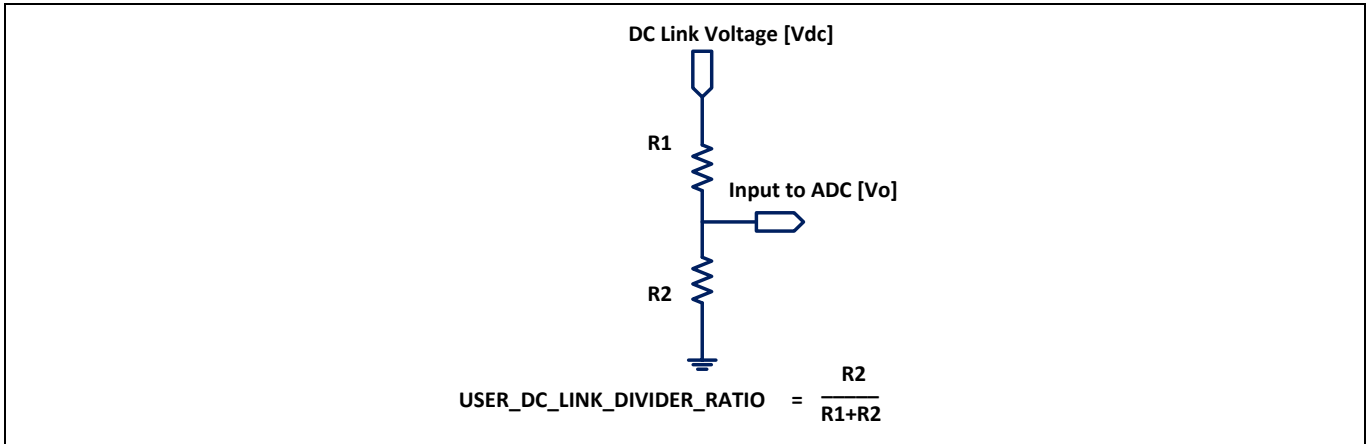 DC Link Voltage [Vdc]
R1
Input to ADC [Vo]
R2
R2
USER_DC_LINK_DIVIDER_RATIO =
R1+R2